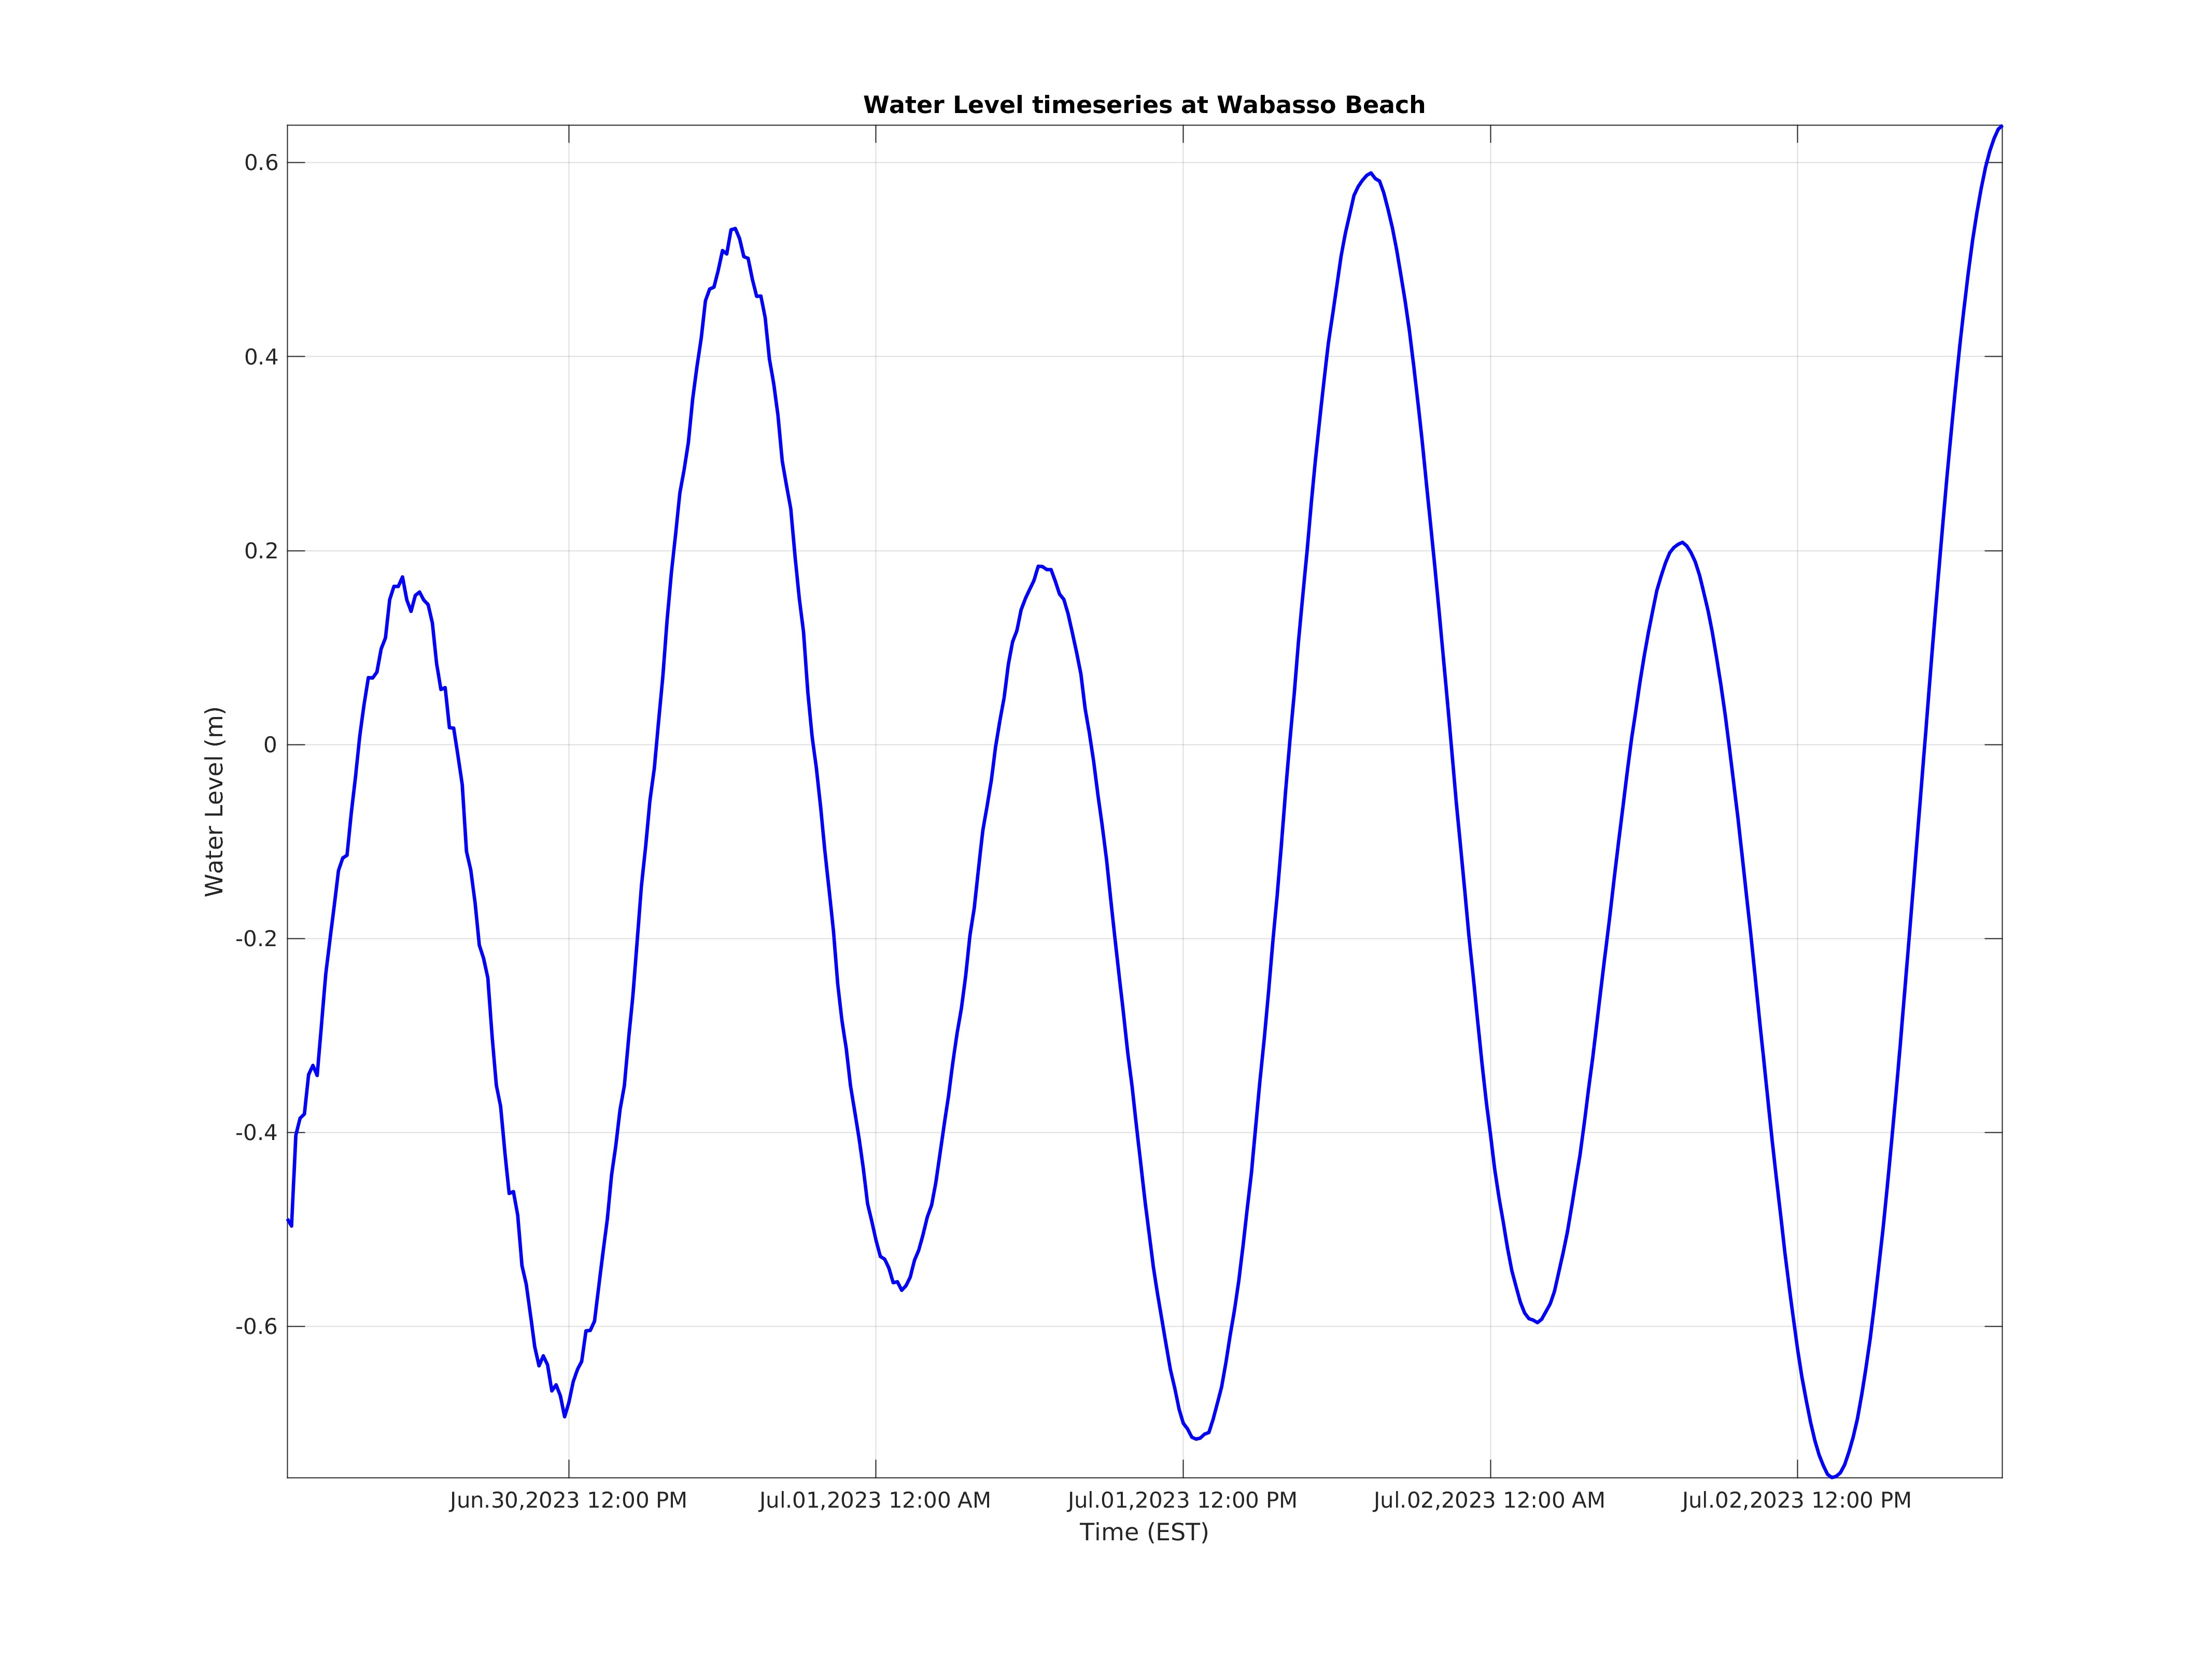 Water Level timeseries at Wabasso Beach
0.6
0.4
0.2
0
-0.2
-0.4
-0.6
Water Level (m)
Jun.30,2023 12:00 PM
Jul.01,2023 12:00 AM
Jul.01,2023 12:00 PM
Jul.02,2023 12:00 AM
Jul.02,2023 12:00 PM
Time (EST)